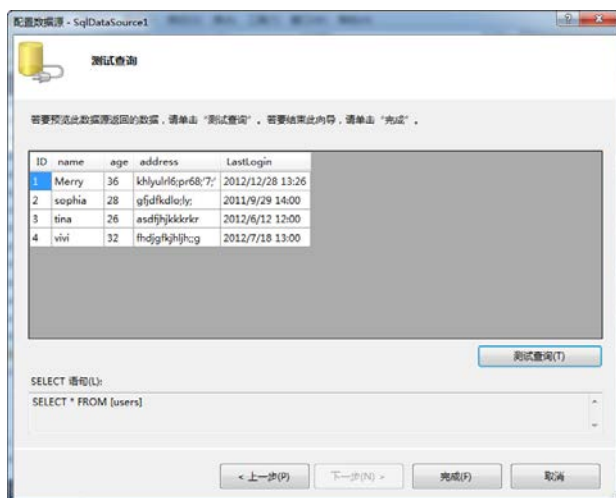 配置数据源 - SqlDataSource1
测试查询
若要预览此数据源返回的数据，请单击“测试查询”。若要结束此向导，请单击“完成”。
ID name age address LastLogin
1 Merry 36 2012/12/28 13:26
2 sophia 28 gfjdfkdlo;ly; 2011/9/29 14:00
3 tina 26 asdfjhjkkkrkr 2012/6/12 12:00
4 vivi 32 fhdjgfkjhljh;;g 2012/7/18 13:00
测试查询(T)
SELECT 语句(L):
SELECT * FROM [users]
< 上一步(P) 下一步(N) > 完成(F) 取消